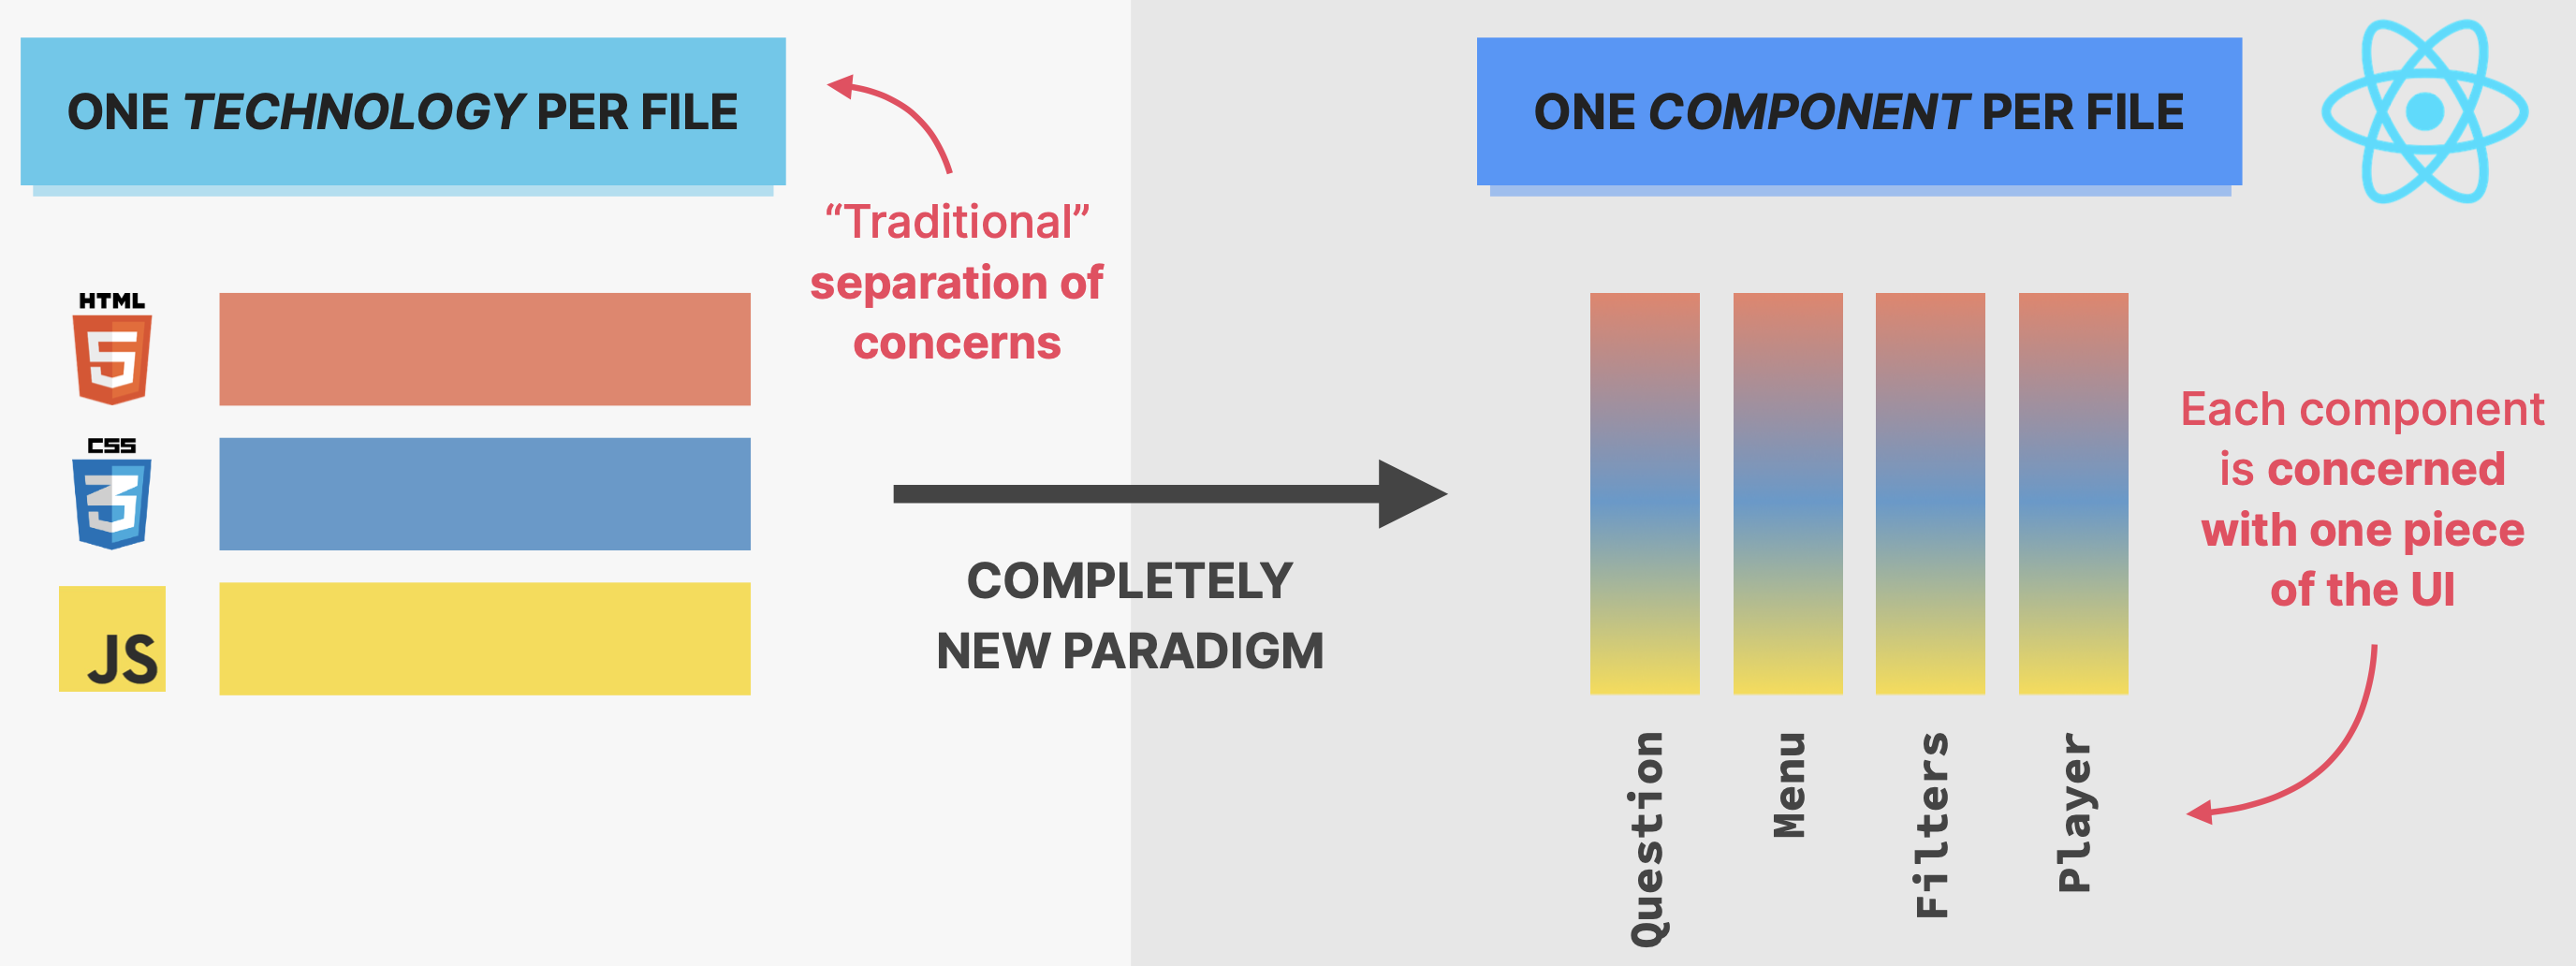 ONE TECHNOLOGY PER FILE
“Traditional”
separation of
concerns
HTML
5
CSS
3
JS
COMPLETELY
NEW PARADIGM
ONE COMPONENT PER FILE
Each component
is concerned
with one piece
of the UI
Question
Menu
Filters
Player